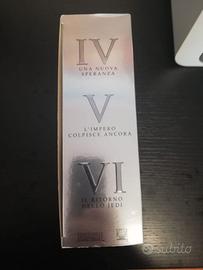 IV
UNA NUOVA
SPERANZA
V
L'IMPERO
COLPISCE ANCORA
VI
IL RITORNO
DELLO JEDI
subito